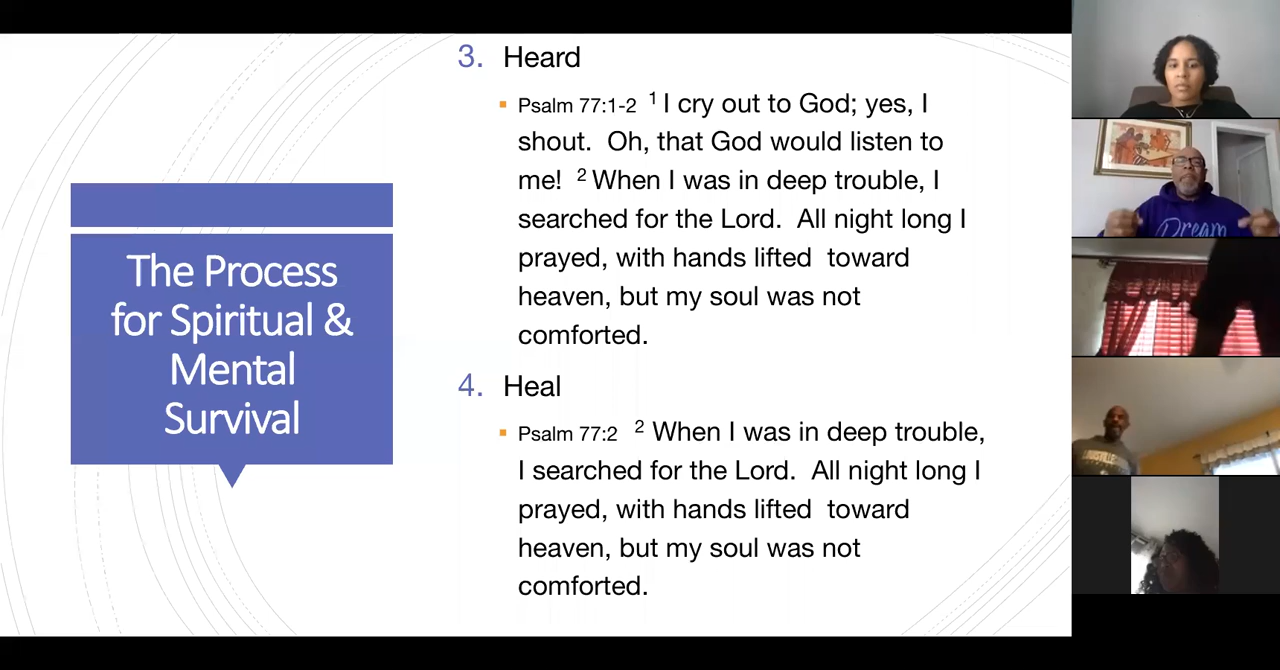 The Process
for Spiritual &
Mental
Survival
3. Heard
▪ Psalm 77:1-2 1 I cry out to God; yes, I
shout. Oh, that God would listen to
me! 2 When I was in deep trouble, I
searched for the Lord. All night long I
prayed, with hands lifted toward
heaven, but my soul was not
comforted.
4. Heal
▪ Psalm 77:2 2 When I was in deep trouble,
I searched for the Lord. All night long I
prayed, with hands lifted toward
heaven, but my soul was not
comforted.
Dream